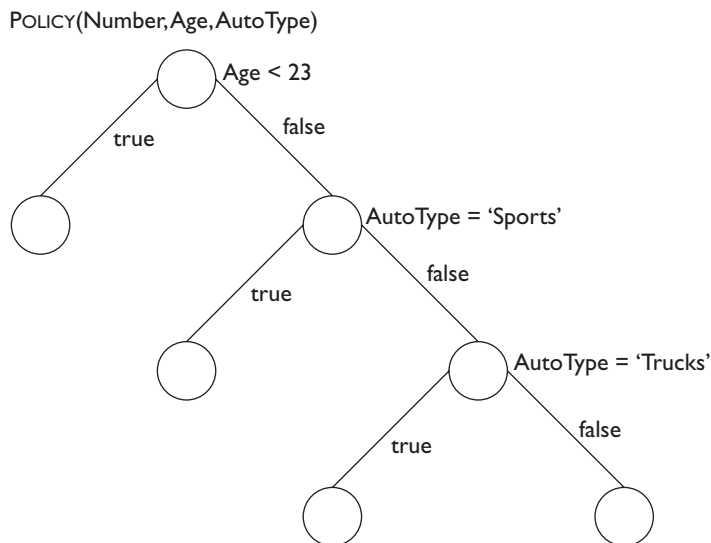 POLICY(Number, Age, AutoType)
Age < 23
true
false
AutoType = ‘Sports’
true
false
AutoType = ‘Trucks’
true
false